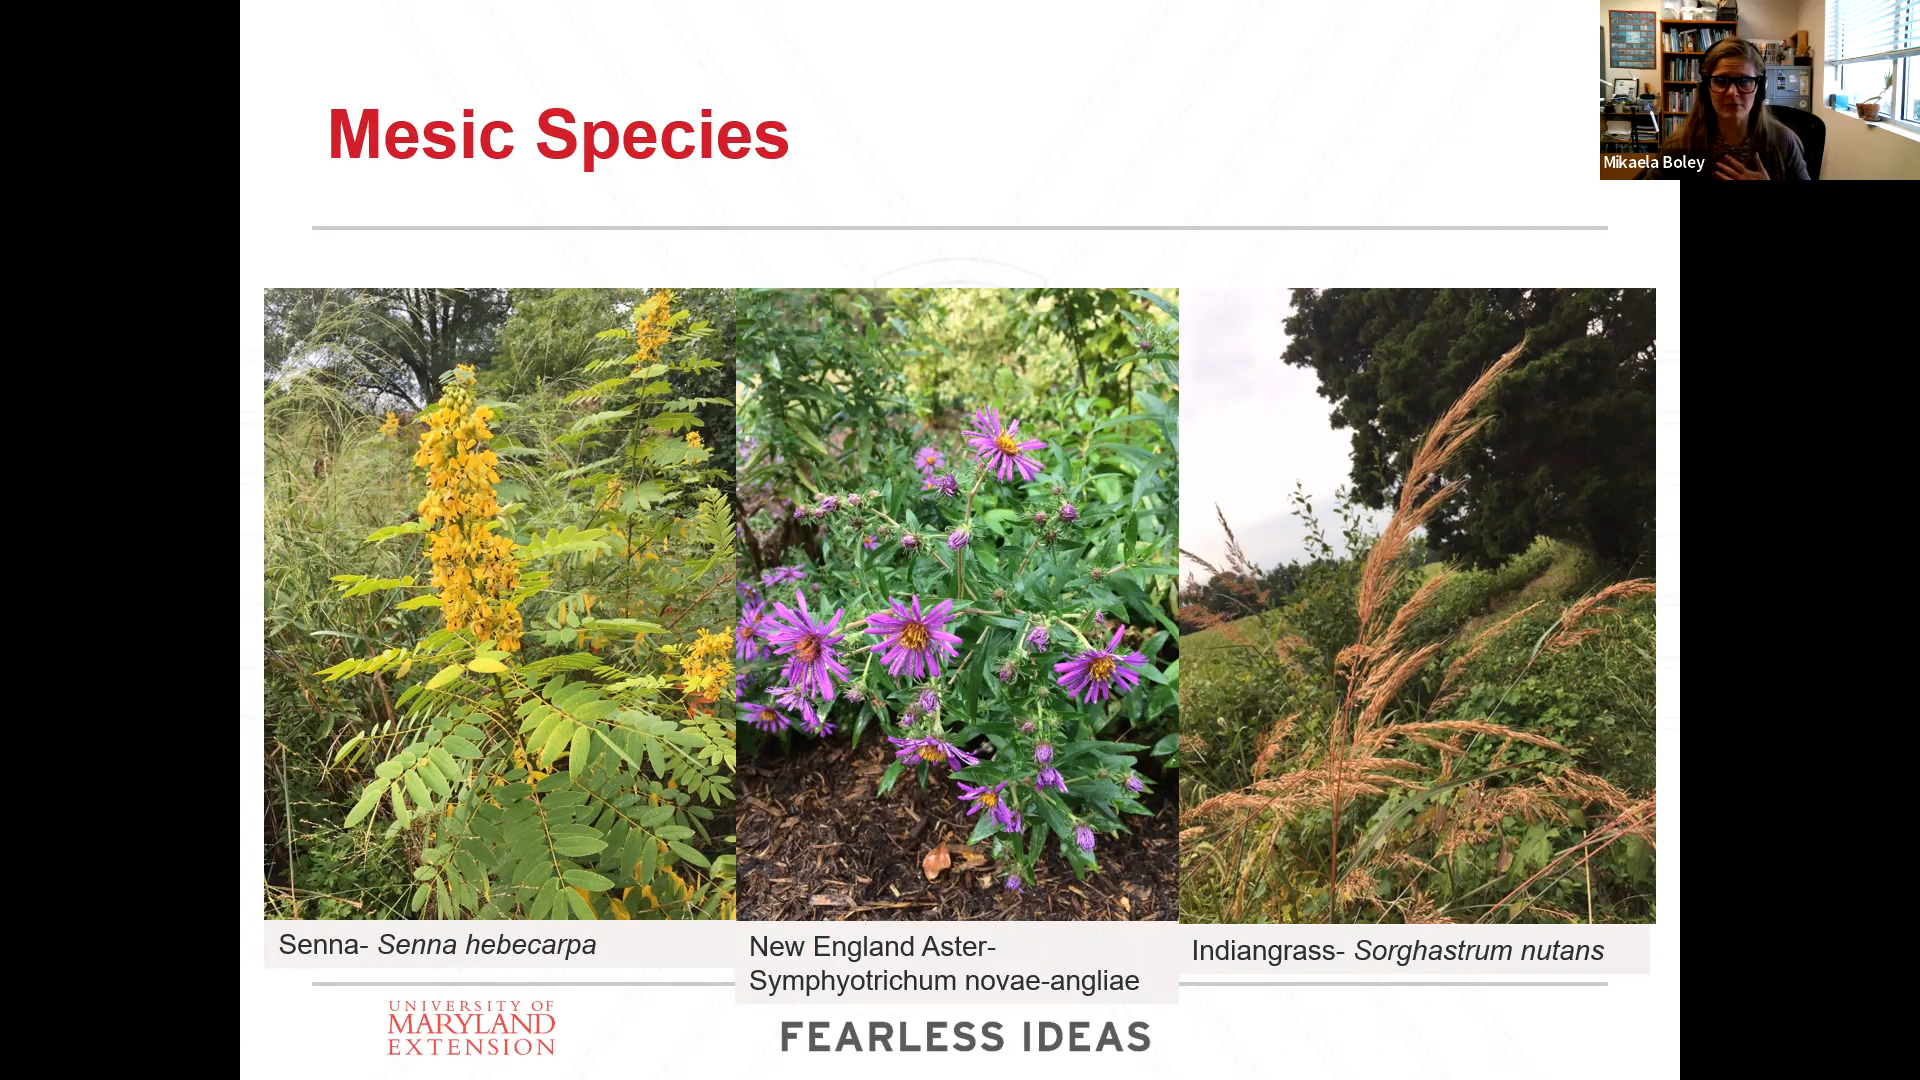 Mesic Species
Mikaela Boley
Senna- Senna hebecarpa
New England Aster-
Symphyotrichum novae-angliae
Indiangrass- Sorghastrum nutans
UNIVERSITY OF
MARYLAND
EXTENSION
FEARLESS IDEAS